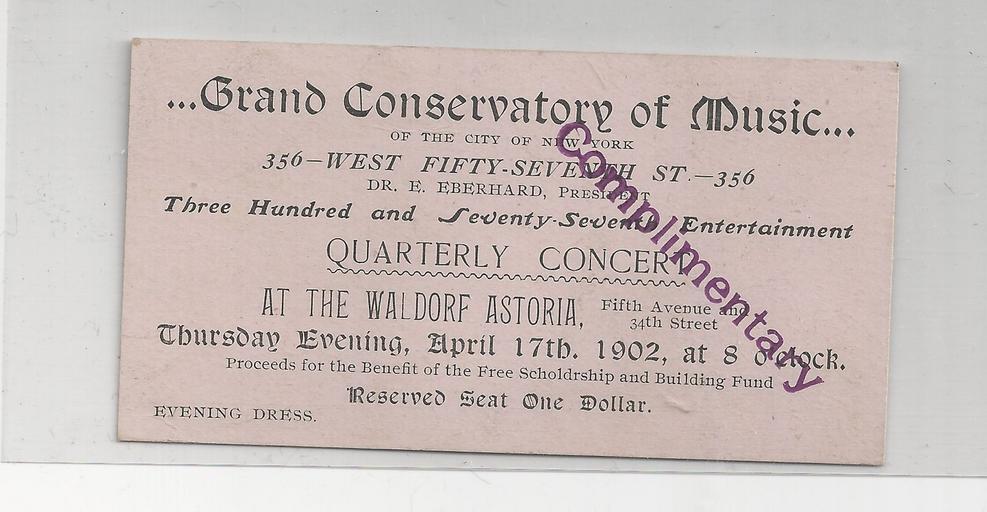 ...Grand Conservatory of Music...
OF THE CITY OF NEW YORK
356—WEST FIFTY-SEVENTH ST.—356
DR. E. EBERHARD, PRESIDENT
Three Hundred and Seventy-Seventh Entertainment
QUARTERLY CONCERT
AT THE WALDORF ASTORIA, Fifth Avenue and
34th Street
Thursday Evening, April 17th. 1902, at 8 o'clock.
Proceeds for the Benefit of the Free Scholdrship and Building Fund
Reserved Seat One Dollar.
EVENING DRESS.
Complimentary